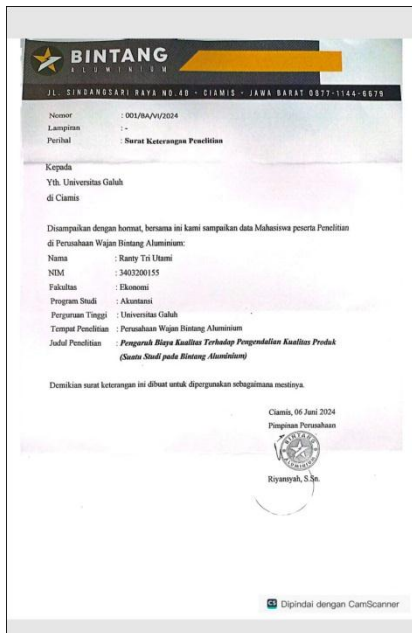 BINTANG
ALUMINIUM
JL. SINDANGSARI RAYA NO.48 - CIAMIS - JAWA BARAT 0877-1144-6679
Nomor : 001/BA/VI/2024
Lampiran : -
Perihal : Surat Keterangan Penelitian
Kepada
Yth. Universitas Galuh
di Ciamis
Disampaikan dengan hormat, bersama ini kami sampaikan data Mahasiswa peserta Penelitian
di Perusahaan Wajan Bintang Aluminium:
Nama : Ranty Tri Utami
NIM : 3403200155
Fakultas : Ekonomi
Program Studi : Akuntansi
Perguruan Tinggi : Universitas Galuh
Tempat Penelitian : Perusahaan Wajan Bintang Aluminium
Judul Penelitian : Pengaruh Biaya Kualitas Terhadap Pengendalian Kualitas Produk
(Suatu Studi pada Bintang Aluminium)
Demikian surat keterangan ini dibuat untuk dipergunakan sebagaimana mestinya.
Ciamis, 06 Juni 2024
Pimpinan Perusahaan
BINTANG
Aluminium
Riyansyah, S.Sn.
CS Dipindai dengan CamScanner